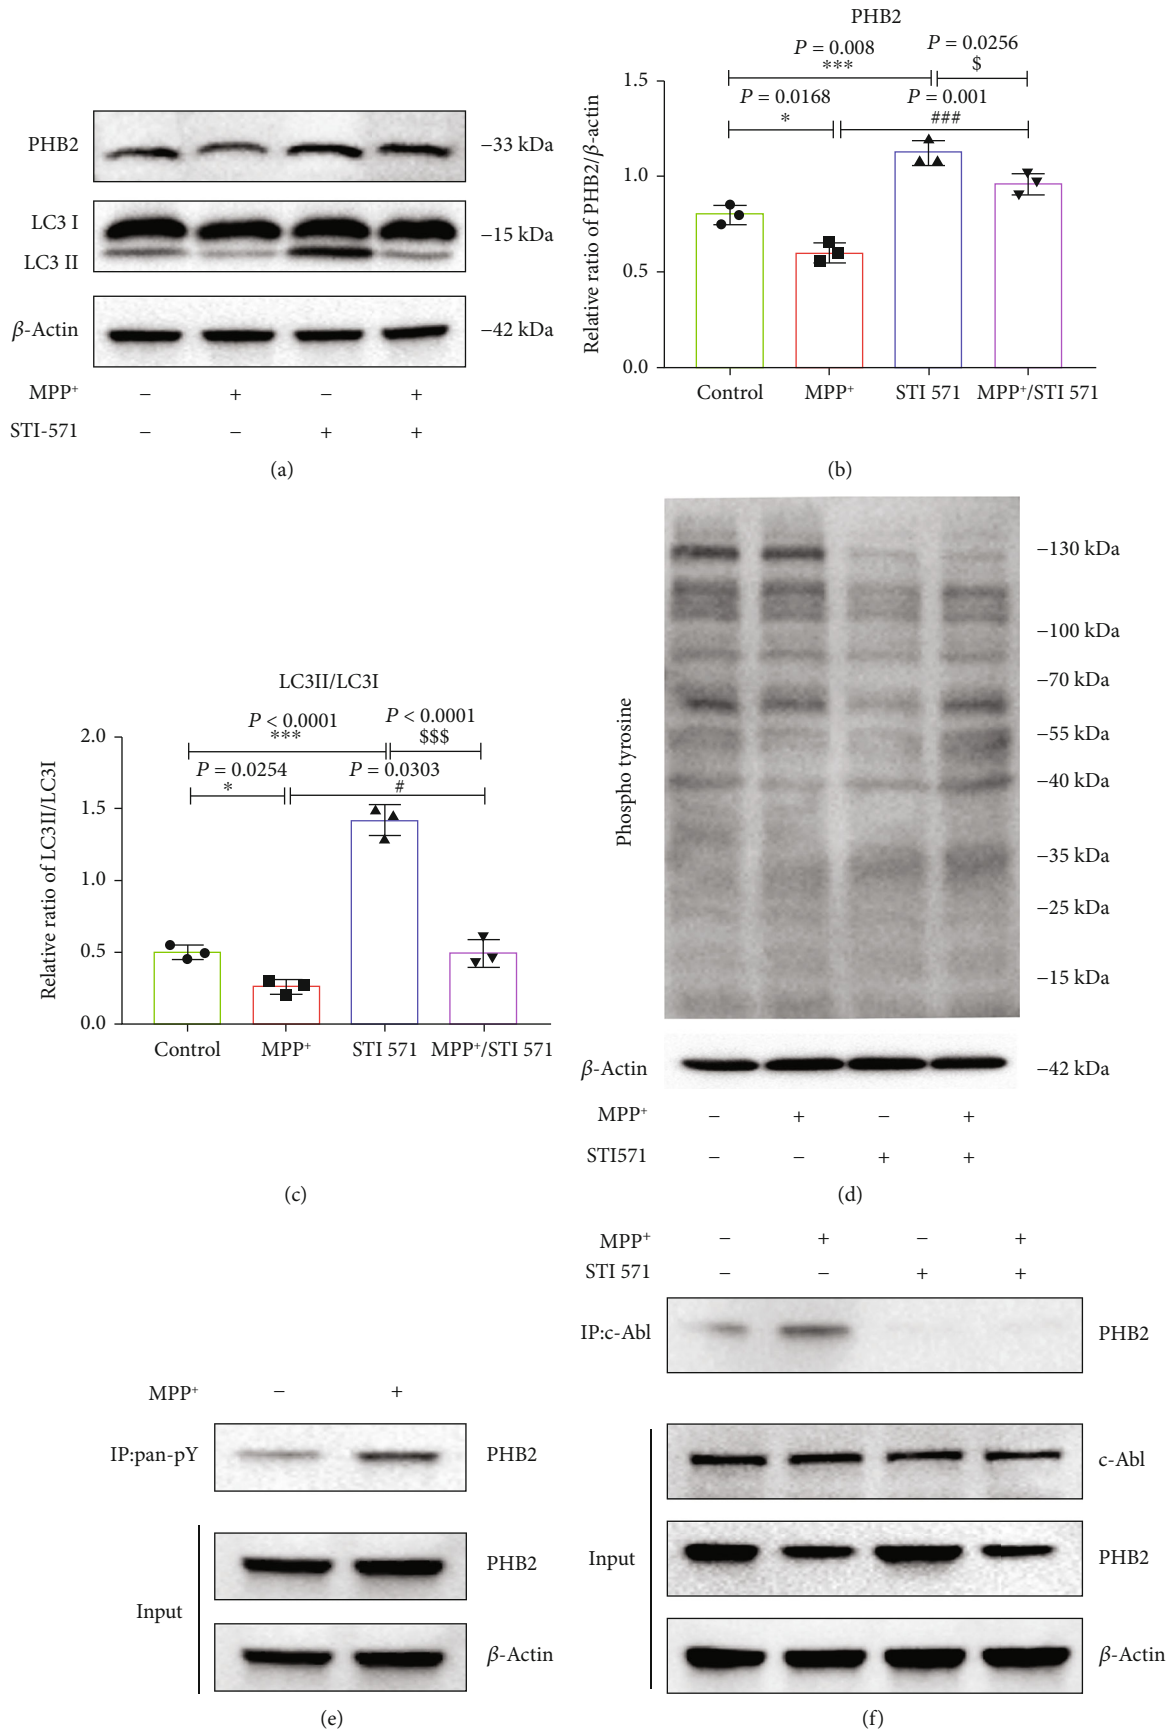 PHB2
−33 kDa
LC3 I
−15 kDa
LC3 II
β-Actin
−42 kDa
MPP⁺ − + − +
STI-571 − − + +
(a)
PHB2
P = 0.008
***
P = 0.0256
$
P = 0.0168
*
P = 0.001
###
Relative ratio of PHB2/β-actin
1.5
1.0
0.5
0.0
Control MPP⁺ STI 571 MPP⁺/STI 571
(b)
LC3II/LC3I
P < 0.0001
***
P < 0.0001
$$$
P = 0.0254
*
P = 0.0303
#
Relative ratio of LC3II/LC3I
2.0
1.5
1.0
0.5
0.0
Control MPP⁺ STI 571 MPP⁺/STI 571
(c)
Phospho tyrosine
−130 kDa
−100 kDa
−70 kDa
−55 kDa
−40 kDa
−35 kDa
−25 kDa
−15 kDa
β-Actin
−42 kDa
MPP⁺ − + − +
STI571 − − + +
(d)
MPP⁺ − +
IP:pan-pY PHB2
PHB2
Input
β-Actin
(e)
MPP⁺ − + − +
STI 571 − − + +
IP:c-Abl PHB2
c-Abl
Input PHB2
β-Actin
(f)